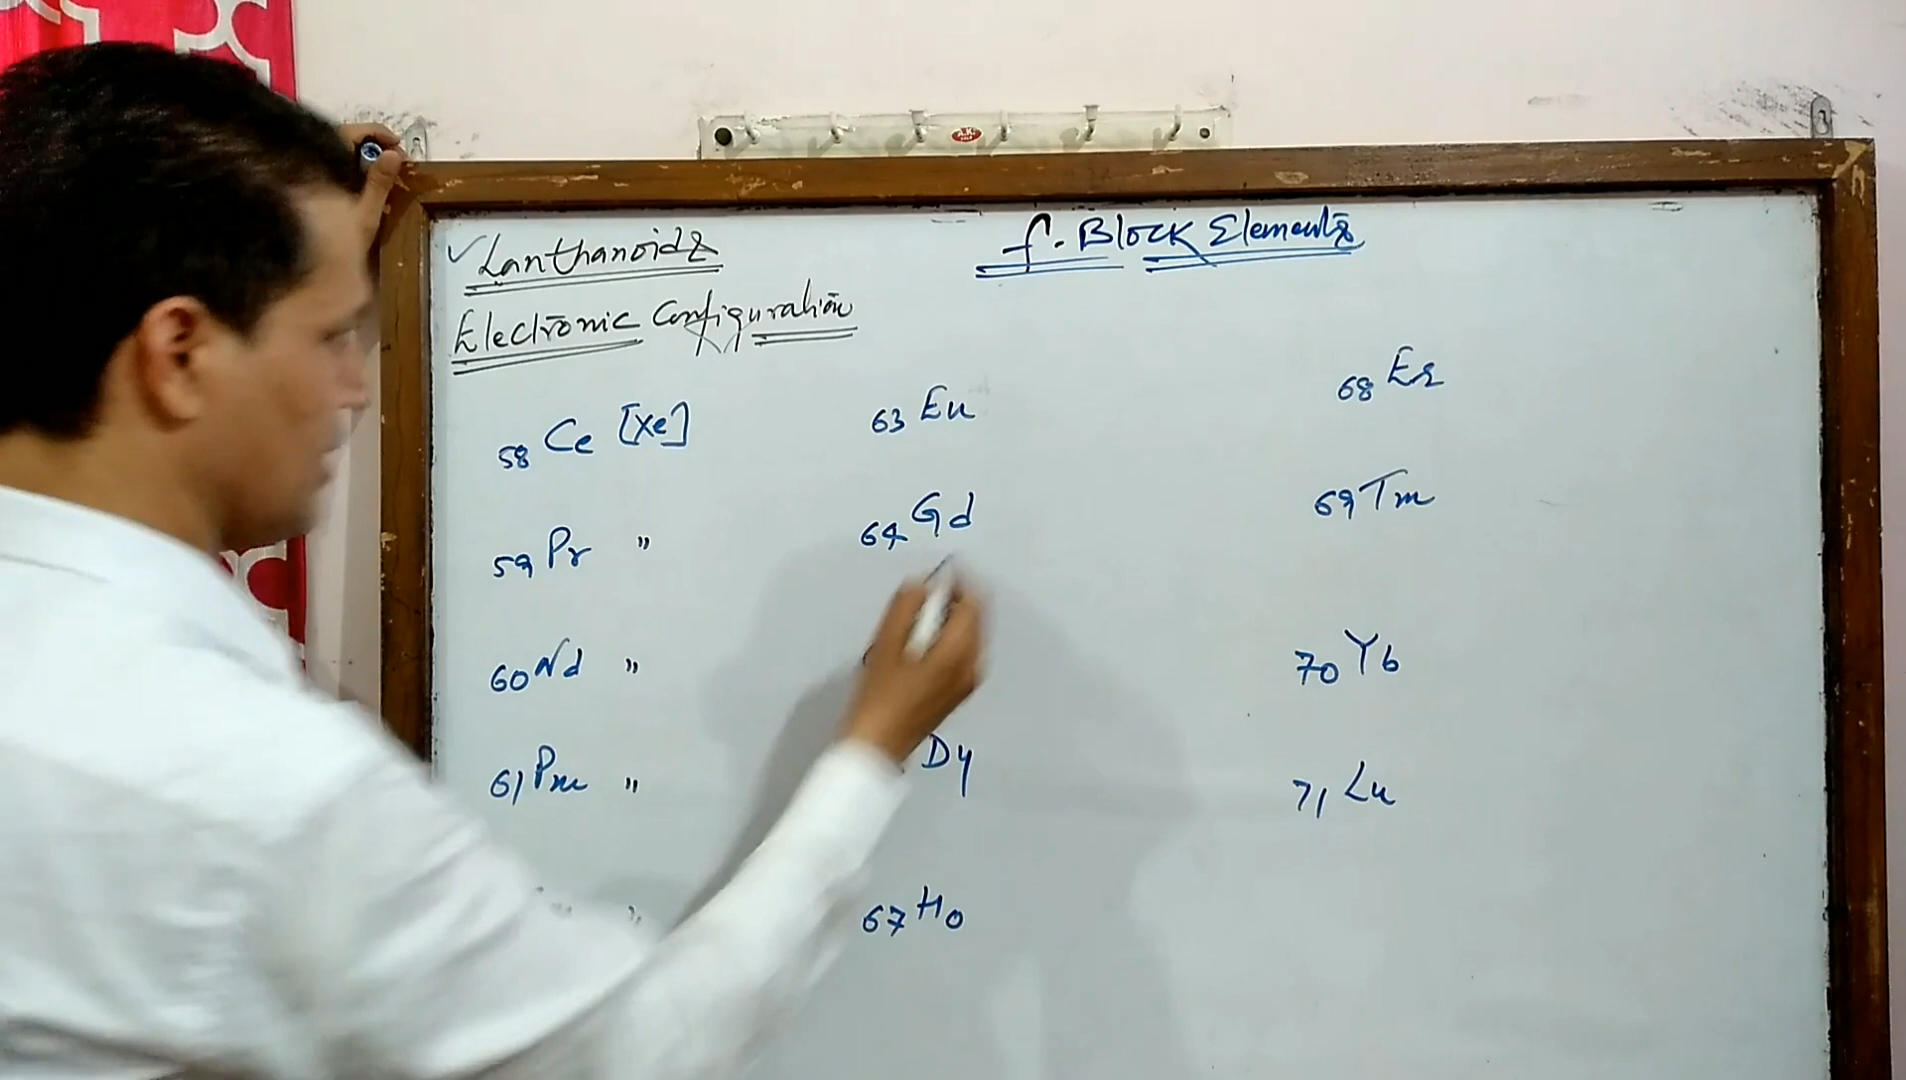 Lanthanoids
f-Block Elements
Electronic Configuration
58 Ce [Xe]
59 Pr "
60 Nd "
61 Pm "
"
63 Eu
64 Gd
Dy
67 Ho
68 Er
69 Tm
70 Yb
71 Lu
A.K.